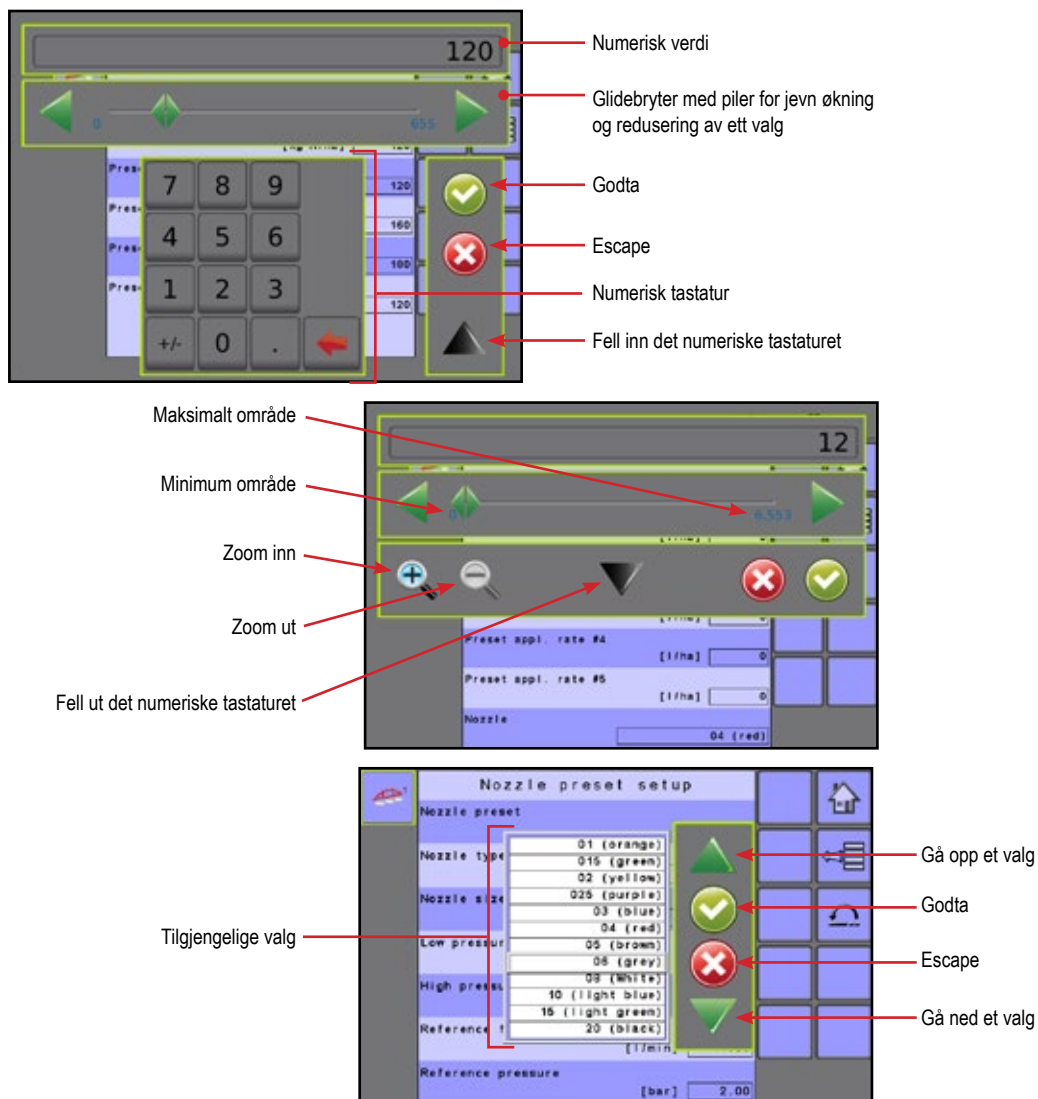 120
Numerisk verdi
0
655
Glidebryter med piler for jevn økning
og redusering av ett valg
120
160
100
120
7 8 9
4 5 6
1 2 3
+/- 0 .
Godta
Escape
Numerisk tastatur
Fell inn det numeriske tastaturet
Maksimalt område
Minimum område
Zoom inn
Zoom ut
Fell ut det numeriske tastaturet
12
0
6.553
Preset appl. rate #4
[l/ha] 0
Preset appl. rate #5
[l/ha] 0
Nozzle
04 (red)
Nozzle preset setup
Nozzle preset
Nozzle type
Nozzle size
Low pressur
High pressu
Reference
[l/min]
Reference pressure
[bar] 2.00
01 (orange)
015 (green)
02 (yellow)
025 (purple)
03 (blue)
04 (red)
05 (brown)
06 (grey)
08 (White)
10 (light blue)
15 (light green)
20 (black)
Tilgjengelige valg
Gå opp et valg
Godta
Escape
Gå ned et valg